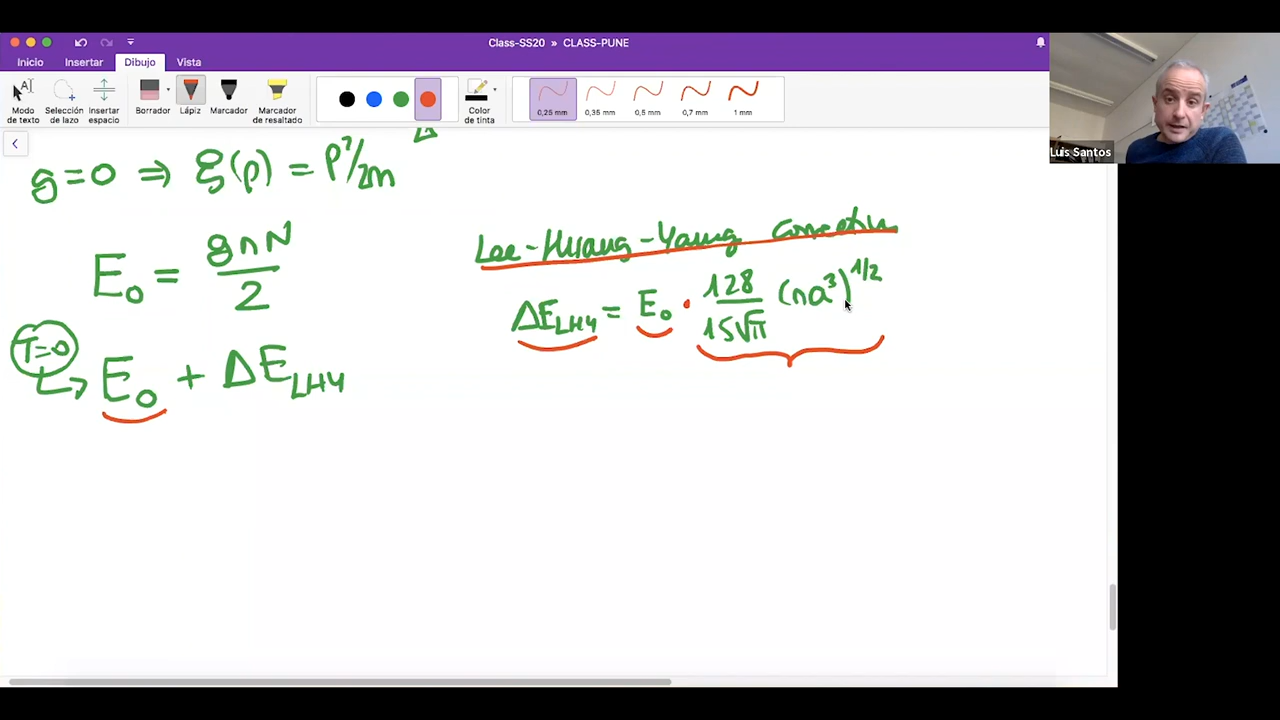 Class-SS20 » CLASS-PUNE
Inicio Insertar Dibujo Vista
Modo de texto Selección de lazo Insertar espacio Borrador Lápiz Marcador Marcador de resaltado Color de tinta 0,25 mm 0,35 mm 0,5 mm 0,7 mm 1 mm
Luis Santos
g=0 ⇒ ξ(p) = p²/2m
E₀ = gnN/2
Lee-Huang-Yang Correction
ΔE_LHY = E₀ · 128/15√π (na³)^1/2
T=0
E₀ + ΔE_LHY